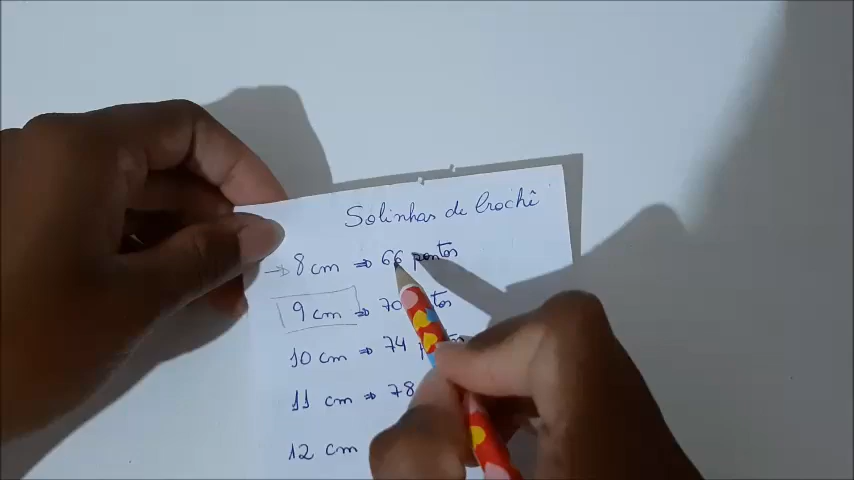 Solinhas de Crochê
→ 8 cm ⇒ 66 pontos
9 cm ⇒ 70
10 cm ⇒ 74
11 cm ⇒ 78
12 cm